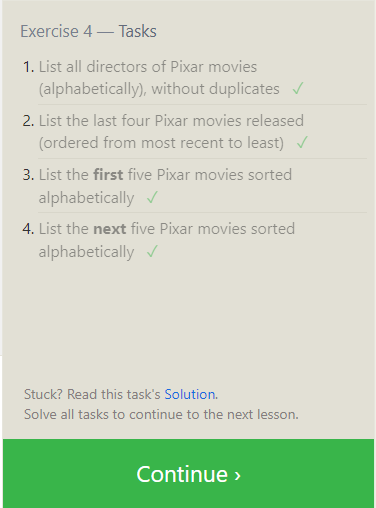 Exercise 4 — Tasks
1. List all directors of Pixar movies
(alphabetically), without duplicates ✓
2. List the last four Pixar movies released
(ordered from most recent to least) ✓
3. List the first five Pixar movies sorted
alphabetically ✓
4. List the next five Pixar movies sorted
alphabetically ✓
Stuck? Read this task's Solution.
Solve all tasks to continue to the next lesson.
Continue ›